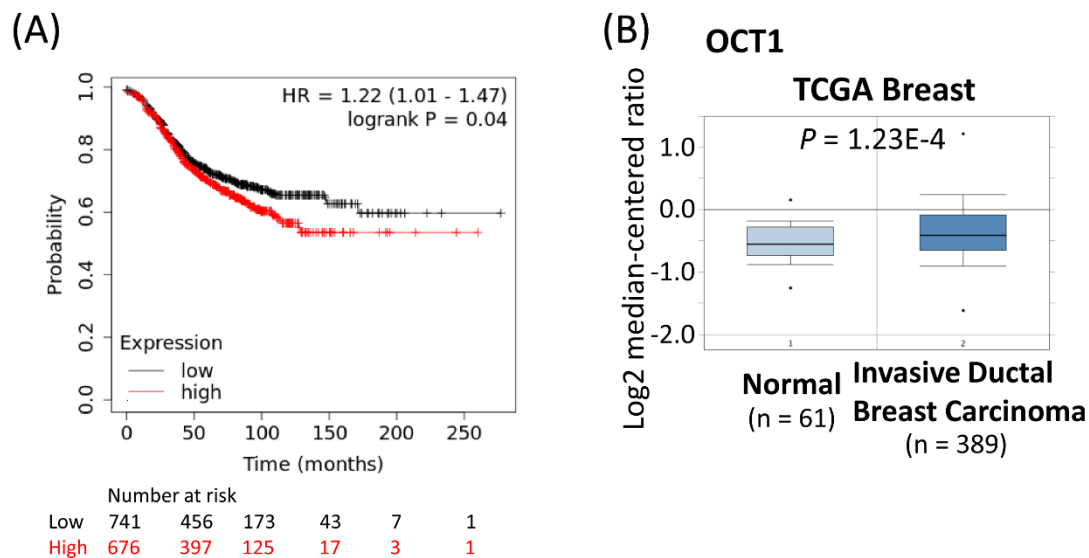 (A)
HR = 1.22 (1.01 - 1.47)
logrank P = 0.04
Probability
1.0
0.8
0.6
0.4
0.2
0.0
Expression
low
high
0 50 100 150 200 250
Time (months)
Number at risk
Low 741 456 173 43 7 1
High 676 397 125 17 3 1
(B)
OCT1
TCGA Breast
P = 1.23E-4
Log2 median-centered ratio
1.0
0.0
-1.0
-2.0
1 2
Normal
(n = 61)
Invasive Ductal
Breast Carcinoma
(n = 389)